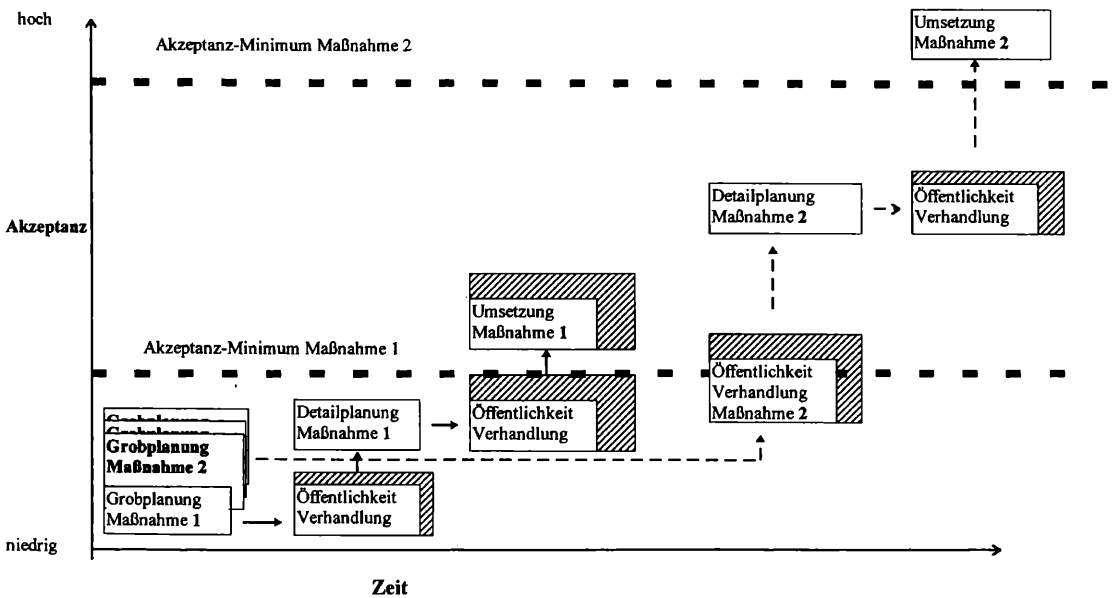 hoch
Akzeptanz-Minimum Maßnahme 2
Umsetzung
Maßnahme 2
Detailplanung
Maßnahme 2
Öffentlichkeit
Verhandlung
Akzeptanz
Umsetzung
Maßnahme 1
Akzeptanz-Minimum Maßnahme 1
Öffentlichkeit
Verhandlung
Maßnahme 2
Detailplanung
Maßnahme 1
Öffentlichkeit
Verhandlung
Grobplanung
Grobplanung
Grobplanung
Maßnahme 2
Grobplanung
Maßnahme 1
Öffentlichkeit
Verhandlung
niedrig
Zeit